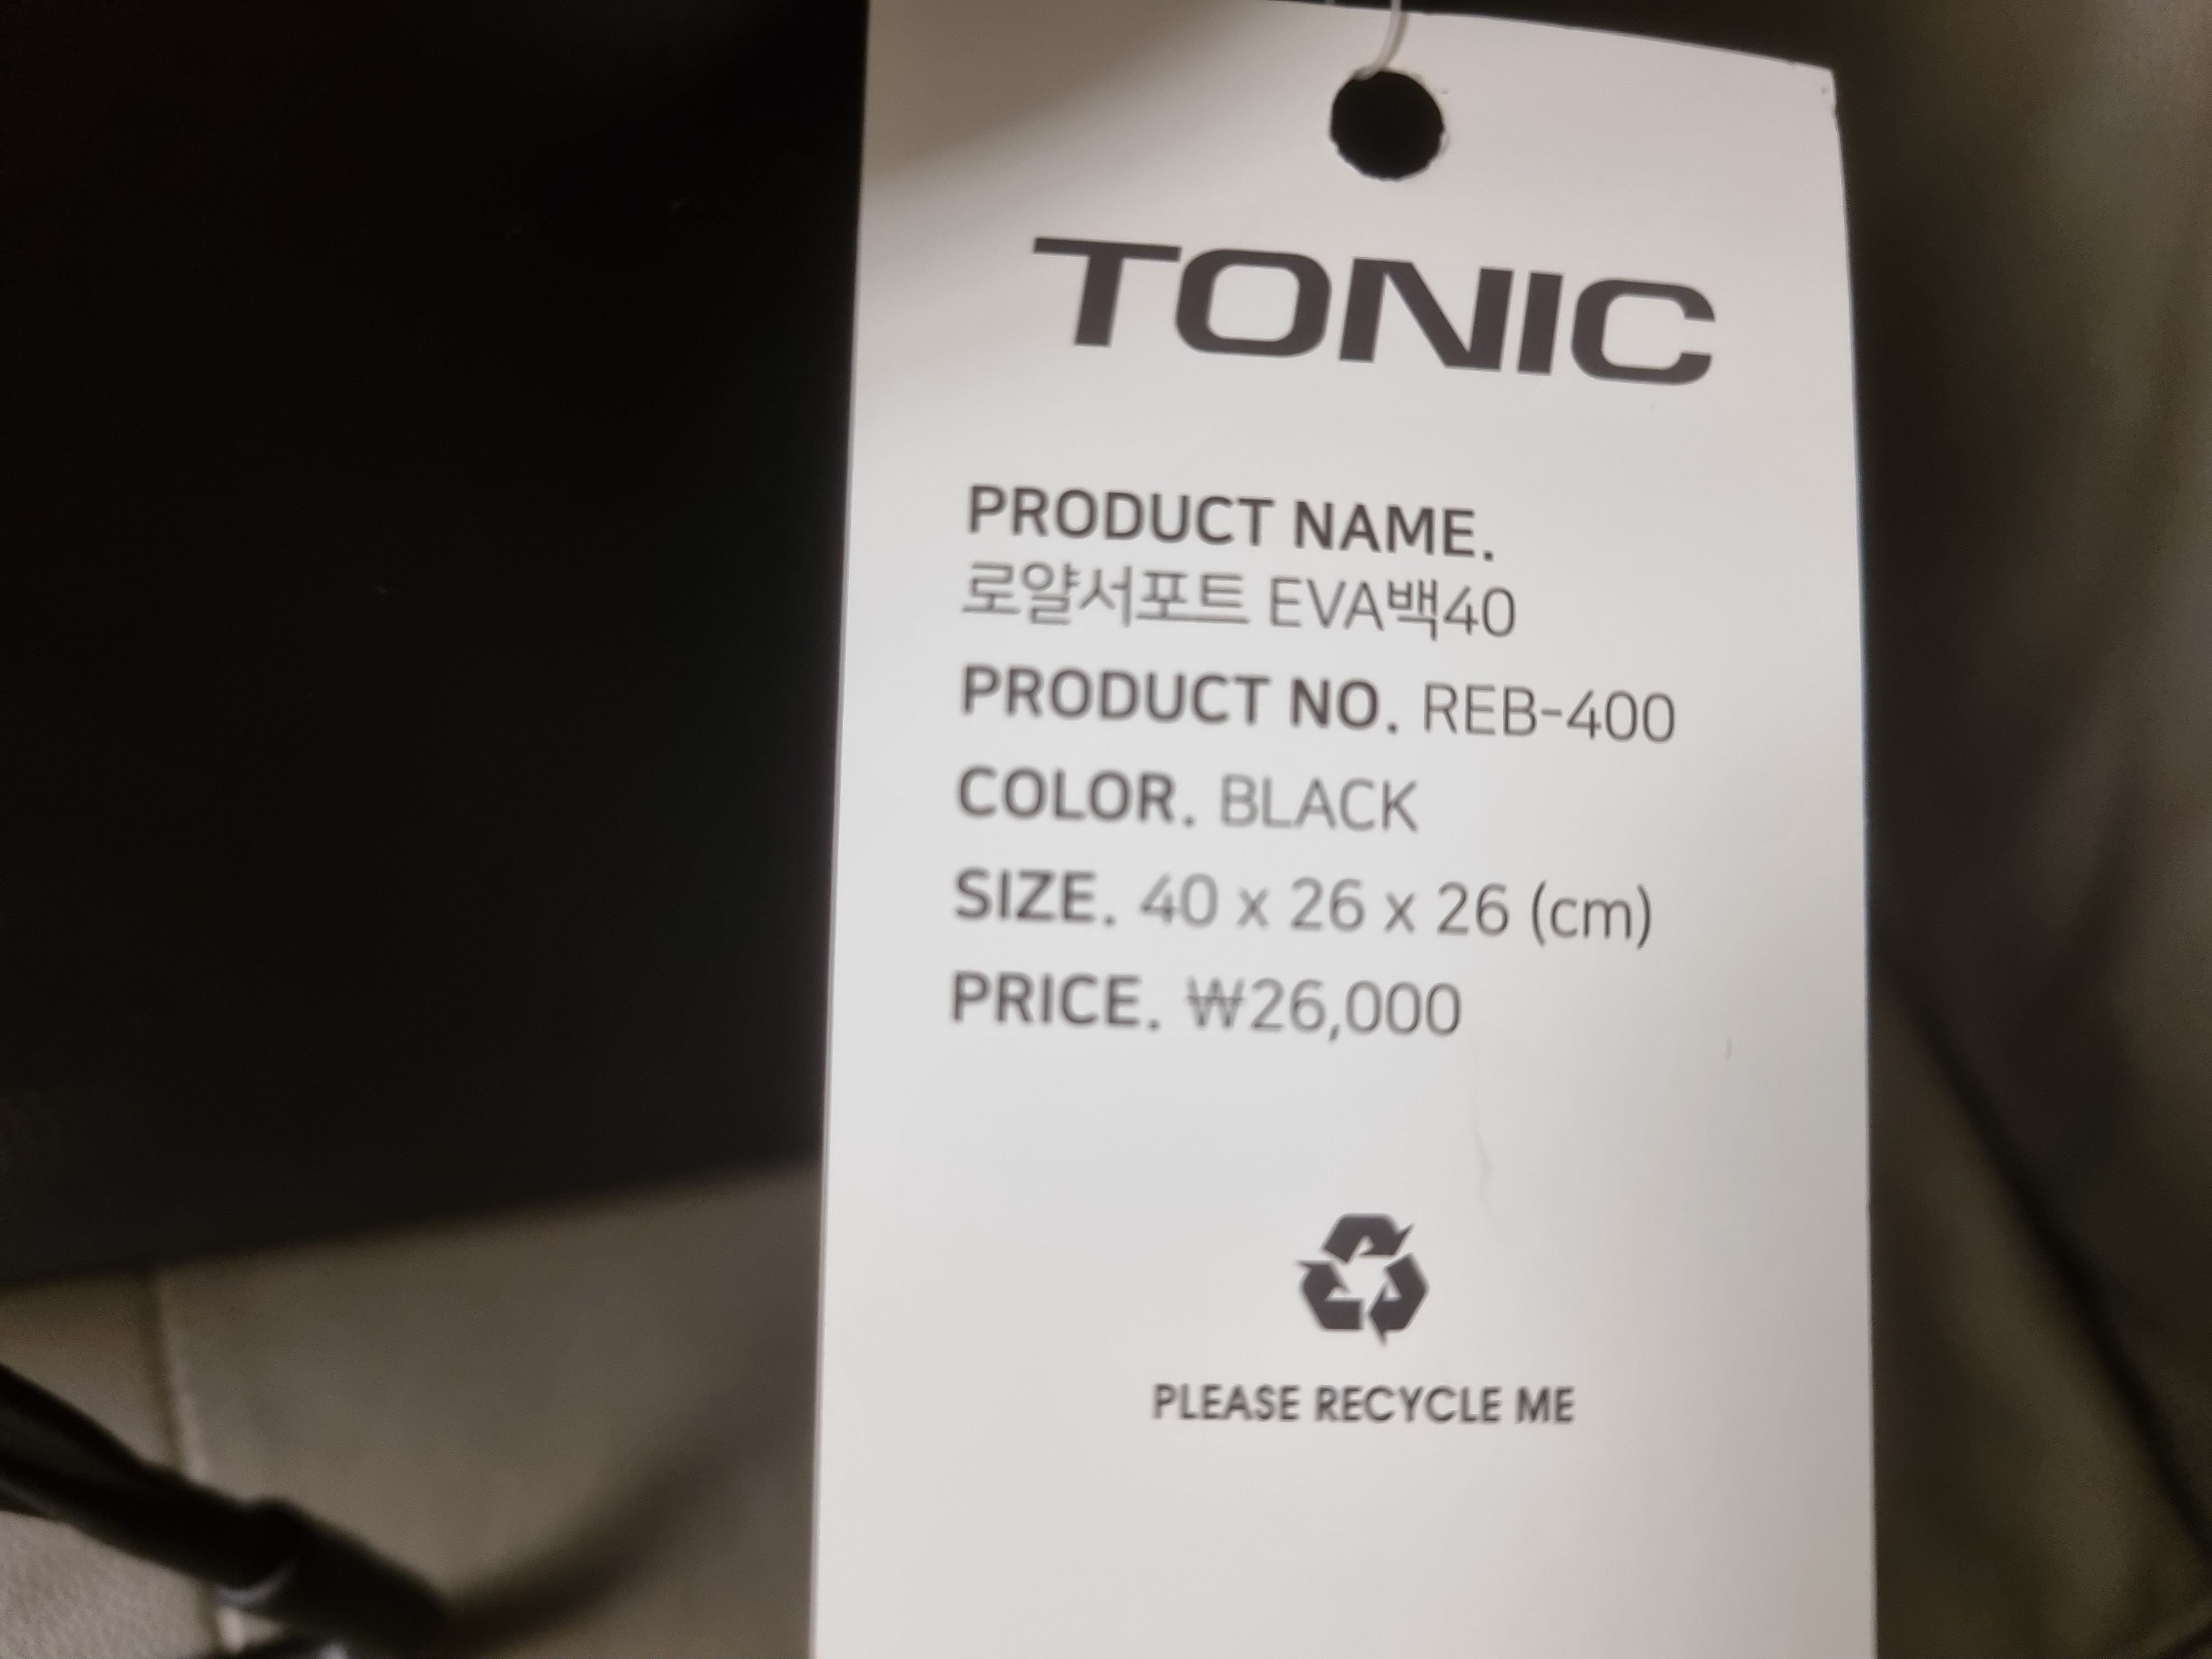 TONIC
PRODUCT NAME.
로얄서포트 EVA백40
PRODUCT NO. REB-400
COLOR. BLACK
SIZE. 40 x 26 x 26 (cm)
PRICE. ₩26,000
PLEASE RECYCLE ME